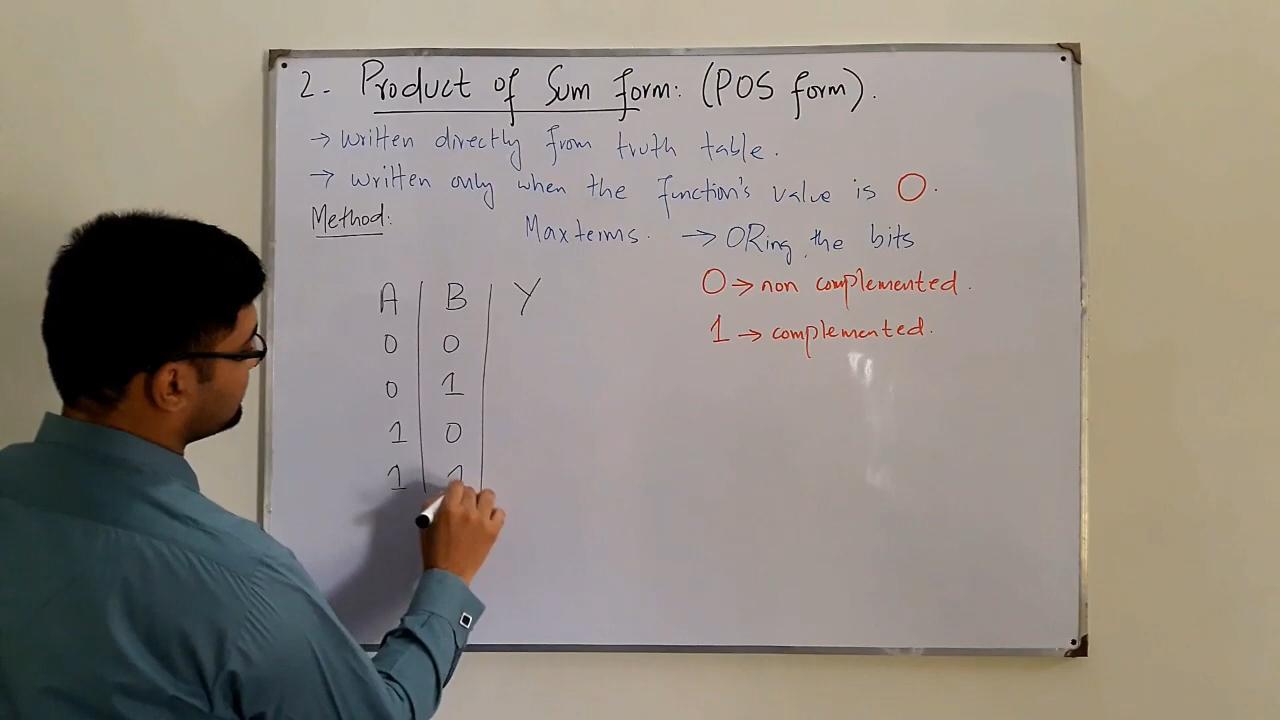 2. Product of Sum form: (POS form).
→ written directly from truth table.
→ written only when the function's value is 0.
Method:
Maxterms. → ORing the bits
0 → non complemented.
1 → complemented.
A B Y
0 0
0 1
1 0
1 1